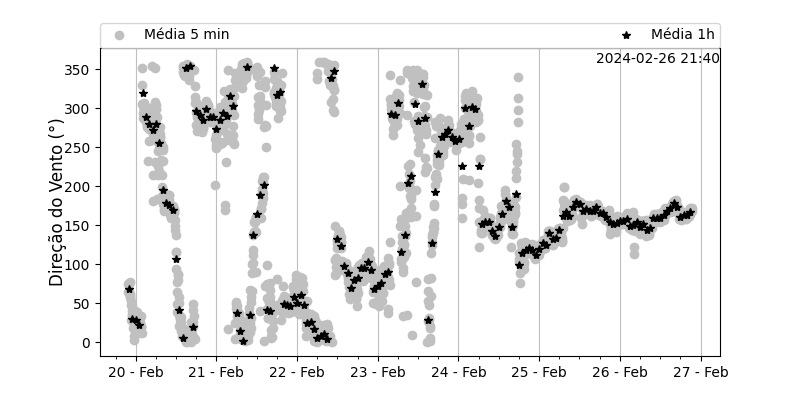 Média 5 min
Média 1h
2024-02-26 21:40
Direção do Vento (°)
350
300
250
200
150
100
50
0
20 - Feb
21 - Feb
22 - Feb
23 - Feb
24 - Feb
25 - Feb
26 - Feb
27 - Feb